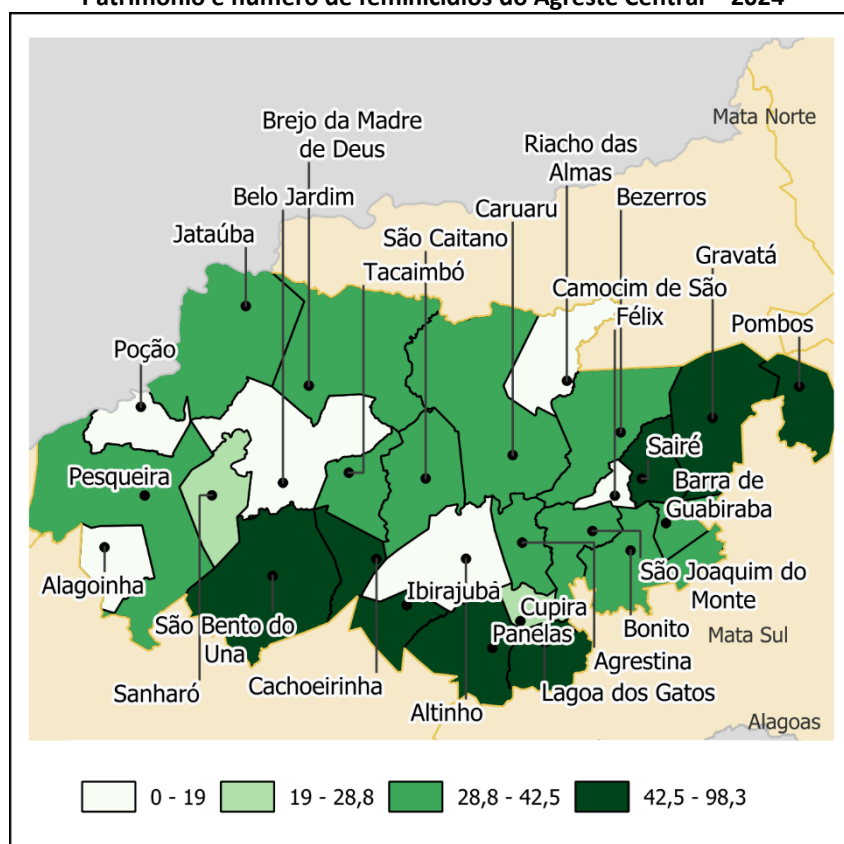 Patrimônio e número de feminicídios do Agreste Central – 2024
Mata Norte
Brejo da Madre
de Deus
Riacho das
Almas
Belo Jardim
Bezerros
Caruaru
Jataúba
São Caitano
Gravatá
Tacaimbó
Camocim de São
Félix
Pombos
Poção
Sairé
Pesqueira
Barra de
Guabiraba
Alagoinha
São Joaquim do
Monte
Ibirajubá
Cupira
São Bento do
Una
Bonito
Mata Sul
Panelas
Agrestina
Sanharó
Cachoeirinha
Lagoa dos Gatos
Altinho
Alagoas
0 - 19
19 - 28,8
28,8 - 42,5
42,5 - 98,3